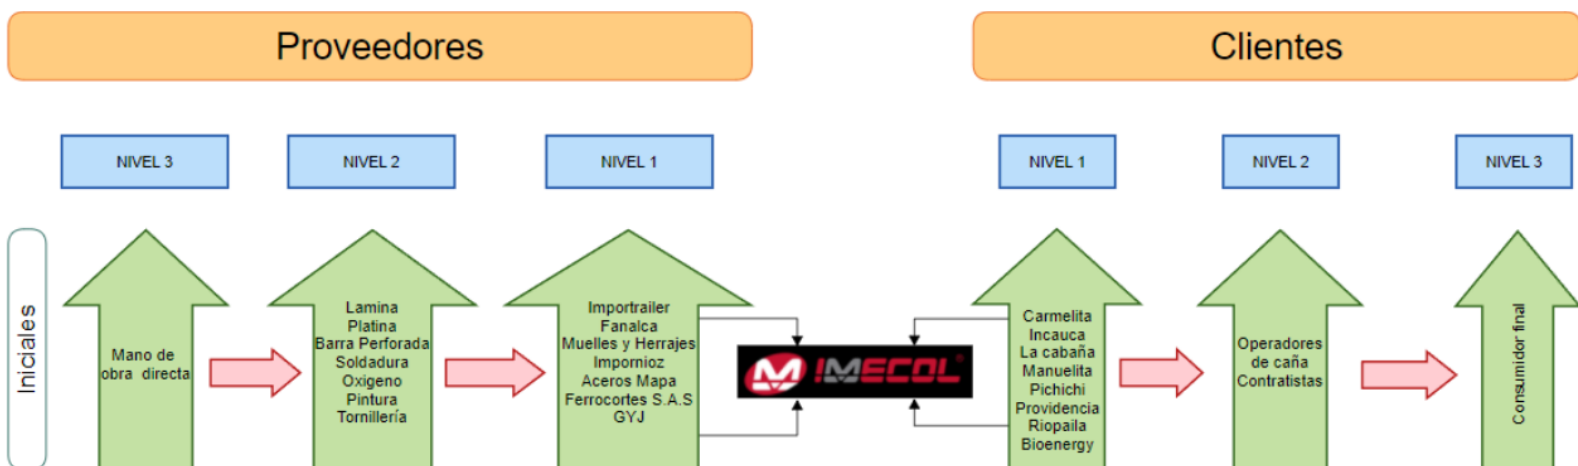 Proveedores
Clientes
NIVEL 3
NIVEL 2
NIVEL 1
NIVEL 1
NIVEL 2
NIVEL 3
Iniciales
Mano de
obra directa
Lamina
Platina
Barra Perforada
Soldadura
Oxigeno
Pintura
Tornillería
Importrailer
Fanalca
Muelles y Herrajes
Impornioz
Aceros Mapa
Ferrocortes S.A.S
GYJ
IMECOL
Carmelita
Incauca
La cabaña
Manuelita
Pichichi
Providencia
Riopaila
Bioenergy
Operadores
de caña
Contratistas
Consumidor final